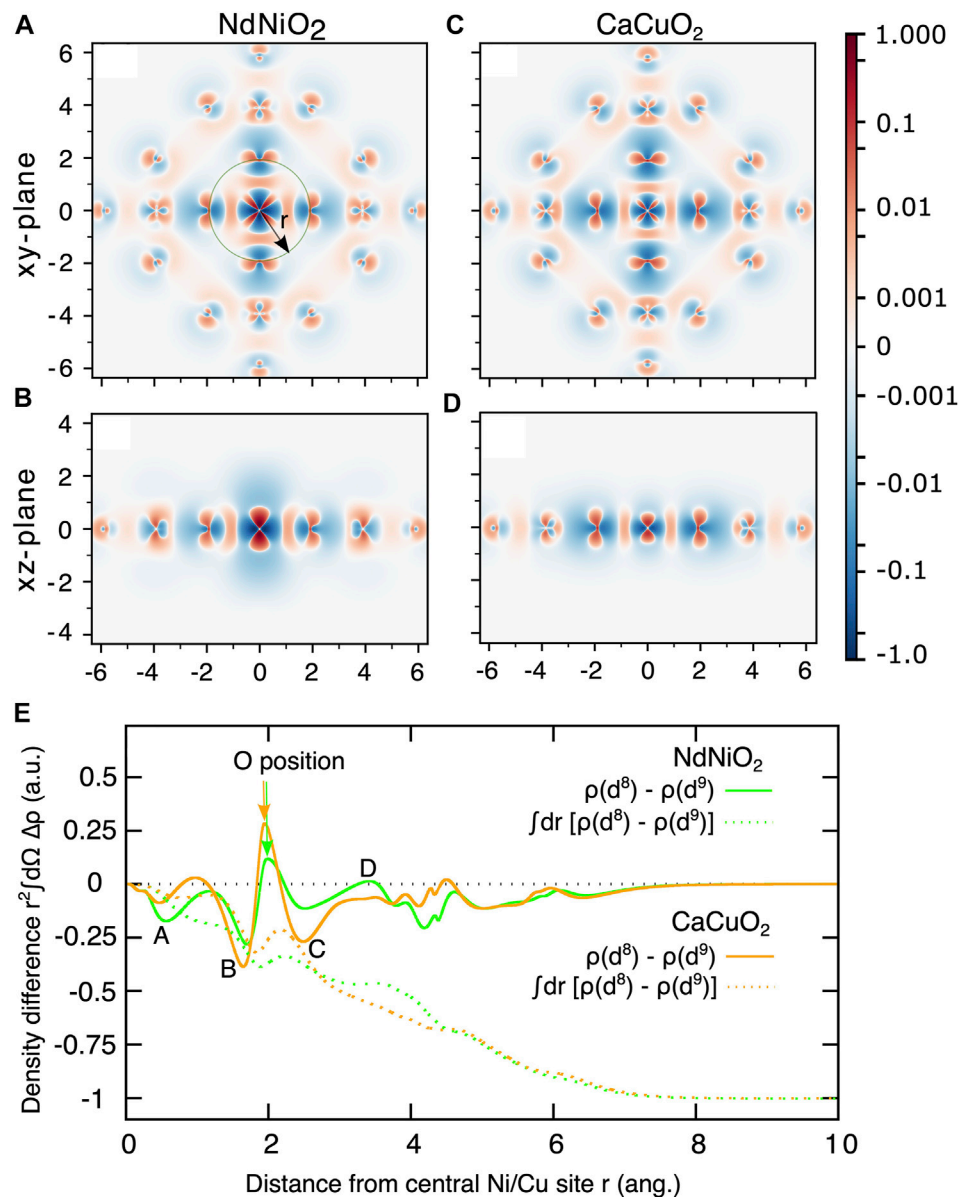 A NdNiO₂ C CaCuO₂
xy-plane
6
4
2
0
-2
-4
-6
r
B D
xz-plane
4
2
0
-2
-4
-6 -4 -2 0 2 4 6 -6 -4 -2 0 2 4 6
1.000
0.1
0.01
0.001
0
-0.001
-0.01
-0.1
-1.0
E
Density difference r²∫dΩ Δρ (a.u.)
0.5
0.25
0
-0.25
-0.5
-0.75
-1
O position
A
B
C
D
NdNiO₂
ρ(d⁸) - ρ(d⁹)
∫dr [ρ(d⁸) - ρ(d⁹)]
CaCuO₂
ρ(d⁸) - ρ(d⁹)
∫dr [ρ(d⁸) - ρ(d⁹)]
0 2 4 6 8 10
Distance from central Ni/Cu site r (ang.)